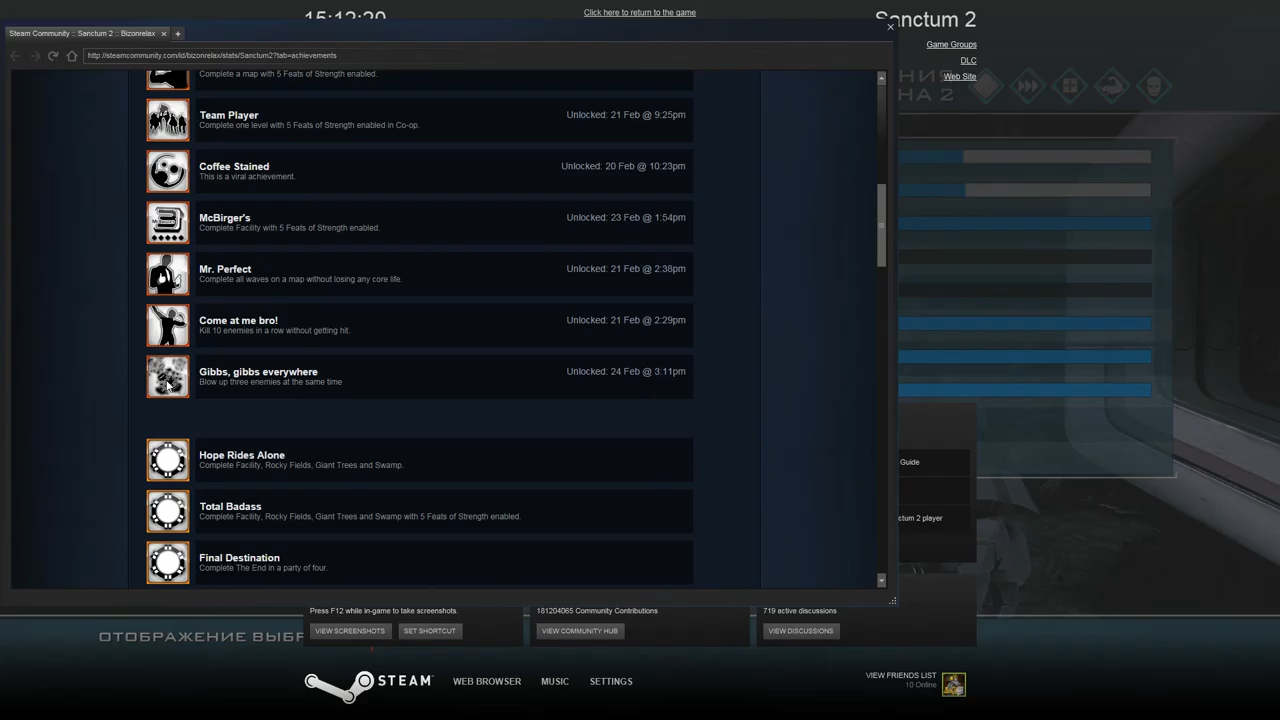 15:12:20
Click here to return to the game
Sanctum 2
Steam Community :: Sanctum 2 :: Bizonrelax
http://steamcommunity.com/id/bizonrelax/stats/Sanctum2?tab=achievements
Game Groups
DLC
Web Site
НИЯ
НА 2
Complete a map with 5 Feats of Strength enabled.
Team Player
Unlocked: 21 Feb @ 9:25pm
Complete one level with 5 Feats of Strength enabled in Co-op.
Coffee Stained
Unlocked: 20 Feb @ 10:23pm
This is a viral achievement.
McBirger's
Unlocked: 23 Feb @ 1:54pm
Complete Facility with 5 Feats of Strength enabled.
Mr. Perfect
Unlocked: 21 Feb @ 2:38pm
Complete all waves on a map without losing any core life.
Come at me bro!
Unlocked: 21 Feb @ 2:29pm
Kill 10 enemies in a row without getting hit.
Gibbs, gibbs everywhere
Unlocked: 24 Feb @ 3:11pm
Blow up three enemies at the same time
Hope Rides Alone
Complete Facility, Rocky Fields, Giant Trees and Swamp.
Guide
Total Badass
Complete Facility, Rocky Fields, Giant Trees and Swamp with 5 Feats of Strength enabled.
ctum 2 player
Final Destination
Complete The End in a party of four.
Press F12 while in-game to take screenshots.
181204065 Community Contributions
719 active discussions
VIEW SCREENSHOTS
SET SHORTCUT
VIEW COMMUNITY HUB
VIEW DISCUSSIONS
ОТОБРАЖЕНИЕ ВЫБР
STEAM
WEB BROWSER
MUSIC
SETTINGS
VIEW FRIENDS LIST
10 Online